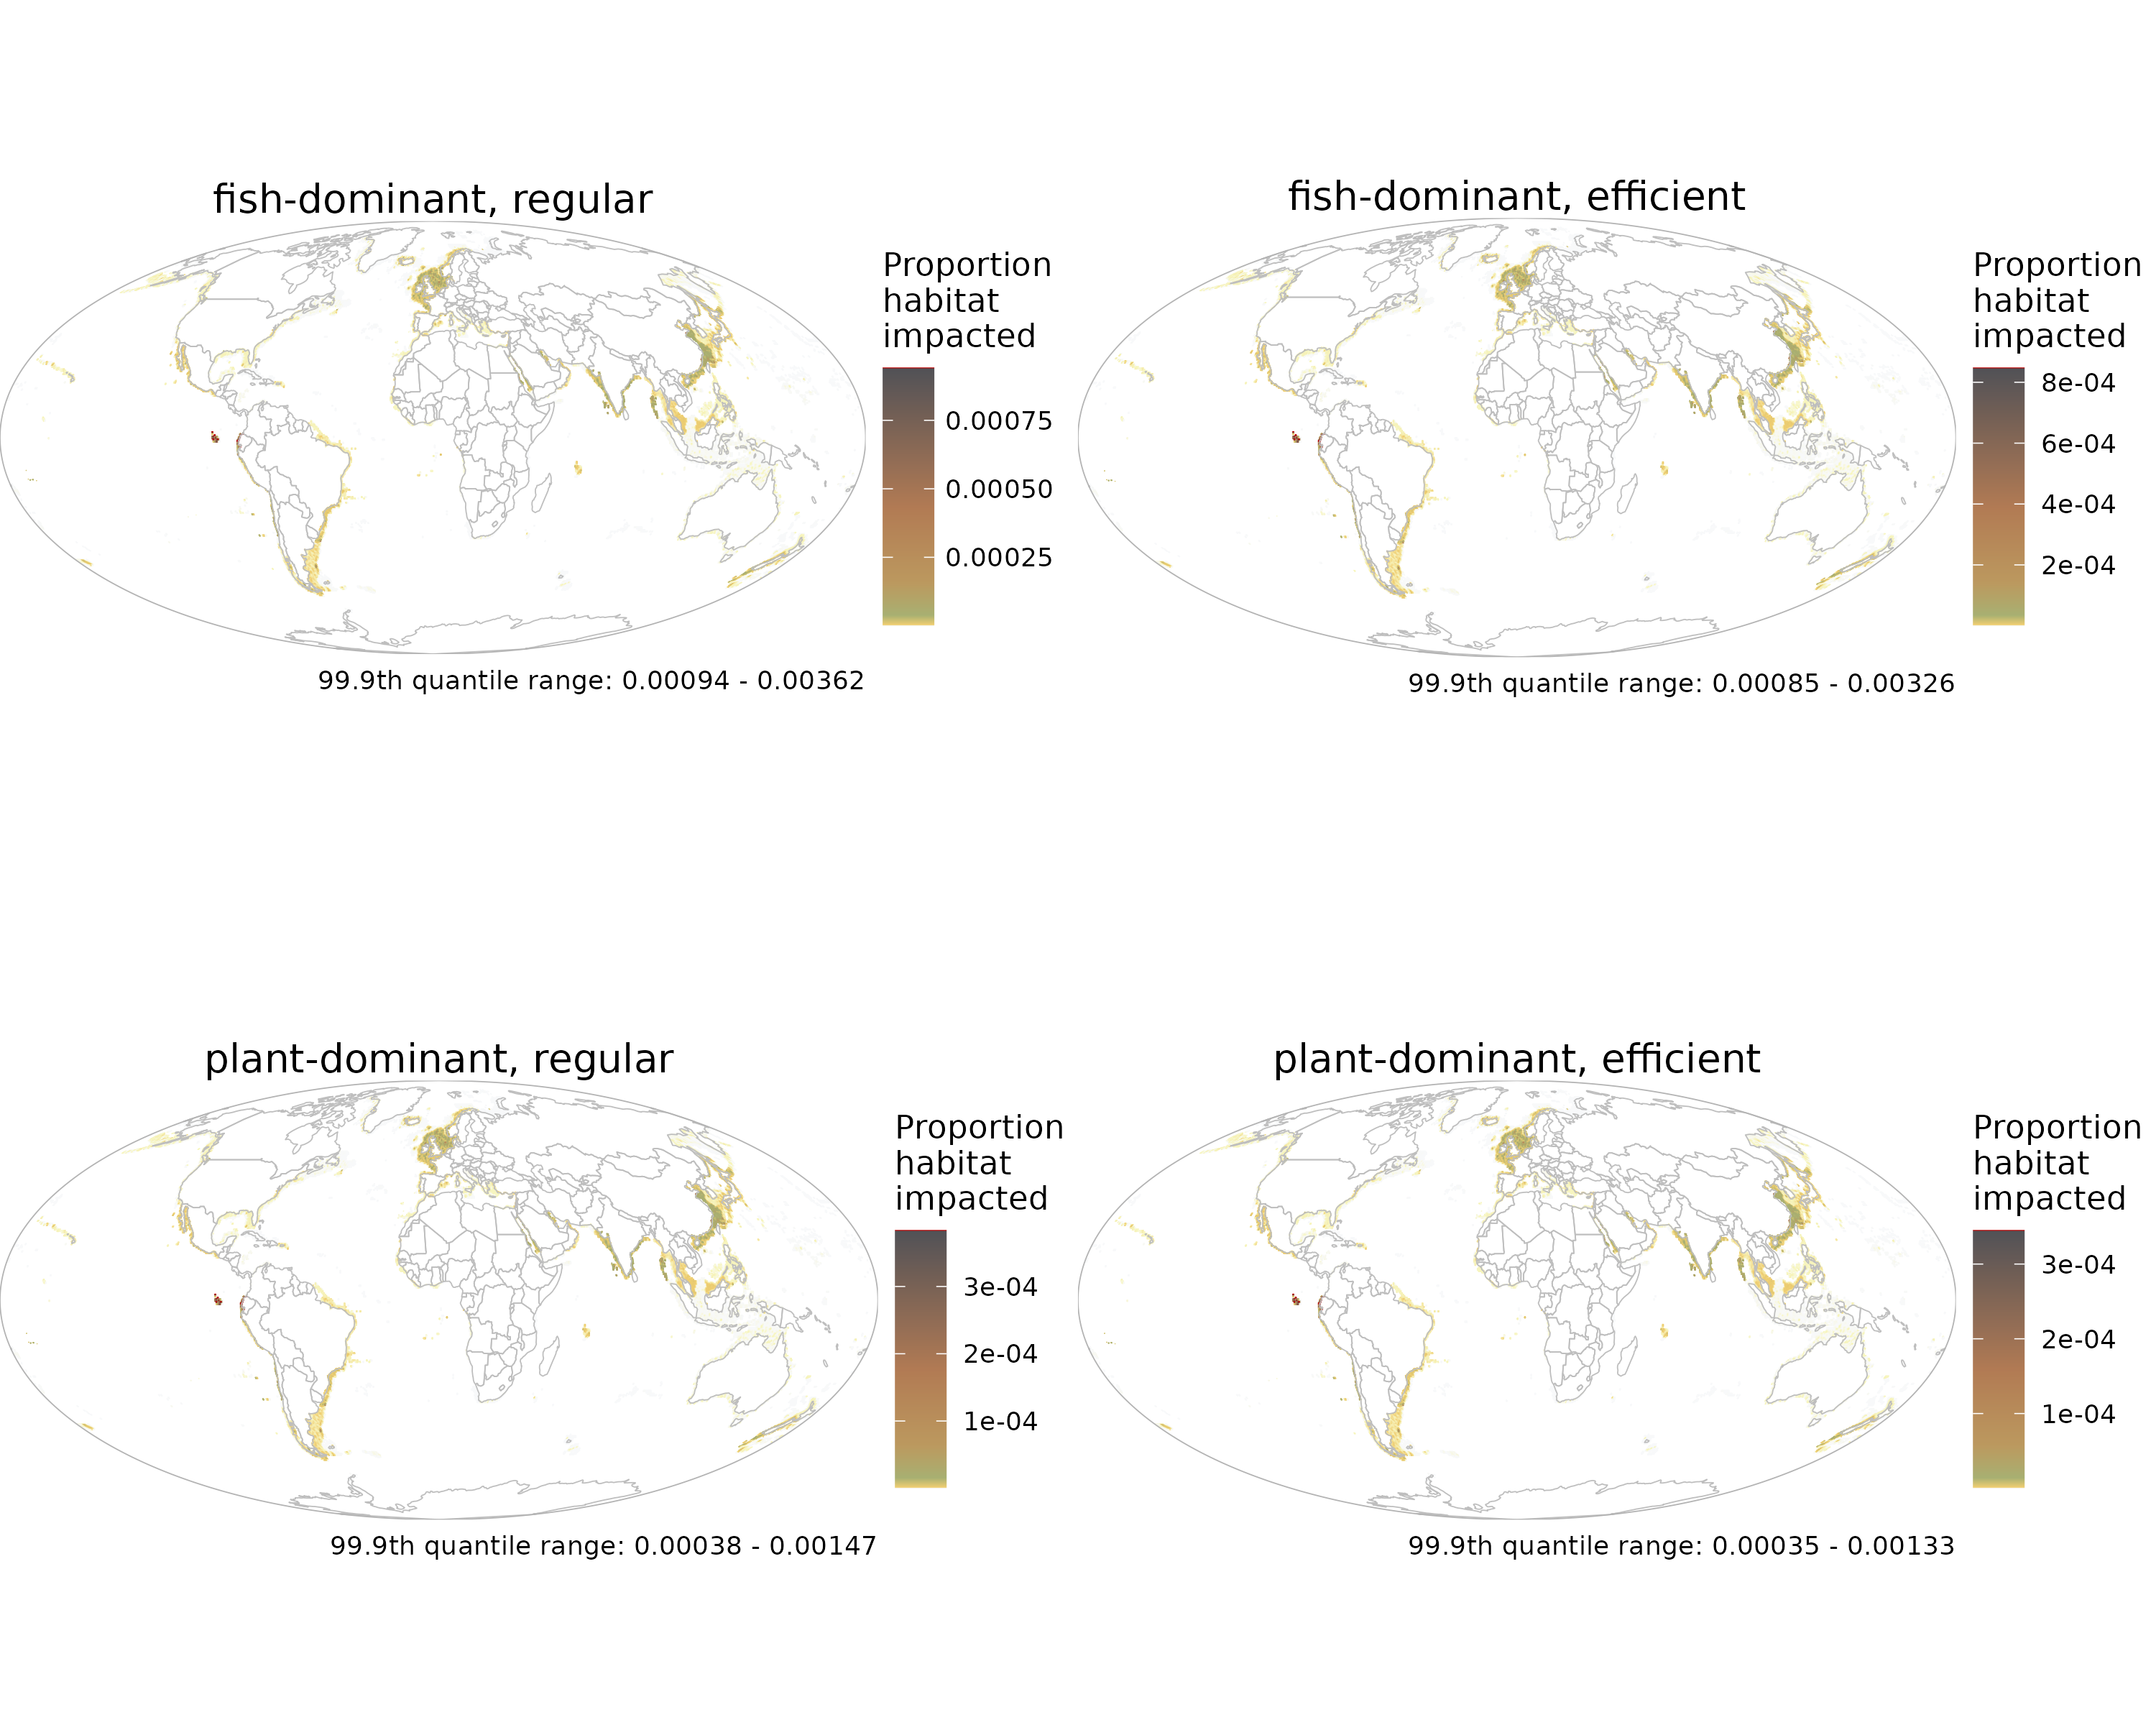 fish-dominant, regular
Proportion
habitat
impacted
0.00075
0.00050
0.00025
99.9th quantile range: 0.00094 - 0.00362
fish-dominant, efficient
Proportion
habitat
impacted
8e-04
6e-04
4e-04
2e-04
99.9th quantile range: 0.00085 - 0.00326
plant-dominant, regular
Proportion
habitat
impacted
3e-04
2e-04
1e-04
99.9th quantile range: 0.00038 - 0.00147
plant-dominant, efficient
Proportion
habitat
impacted
3e-04
2e-04
1e-04
99.9th quantile range: 0.00035 - 0.00133